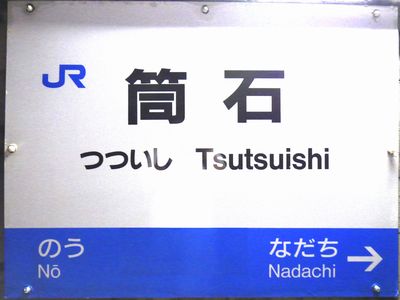 JR 筒石
つついし Tsutsuishi
のう なだち →
Nō Nadachi